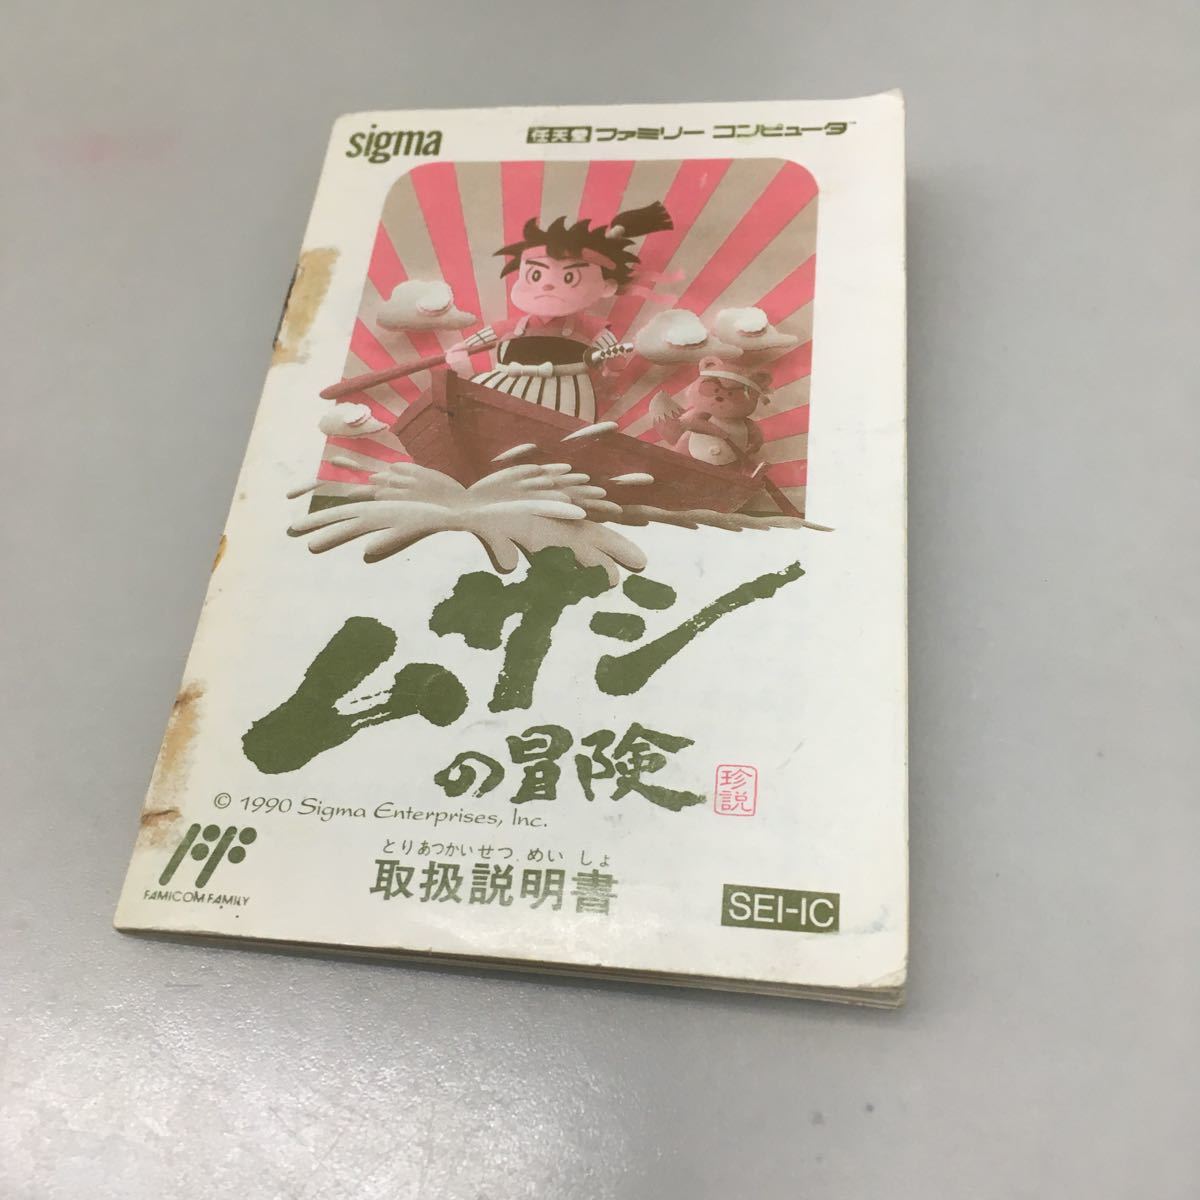 sigma
任天堂 ファミリー コンピュータ™
ムサシ
の冒険
珍説
© 1990 Sigma Enterprises, Inc.
とりあつかいせつめいしょ
取扱説明書
FAMICOM FAMILY
SEI-IC